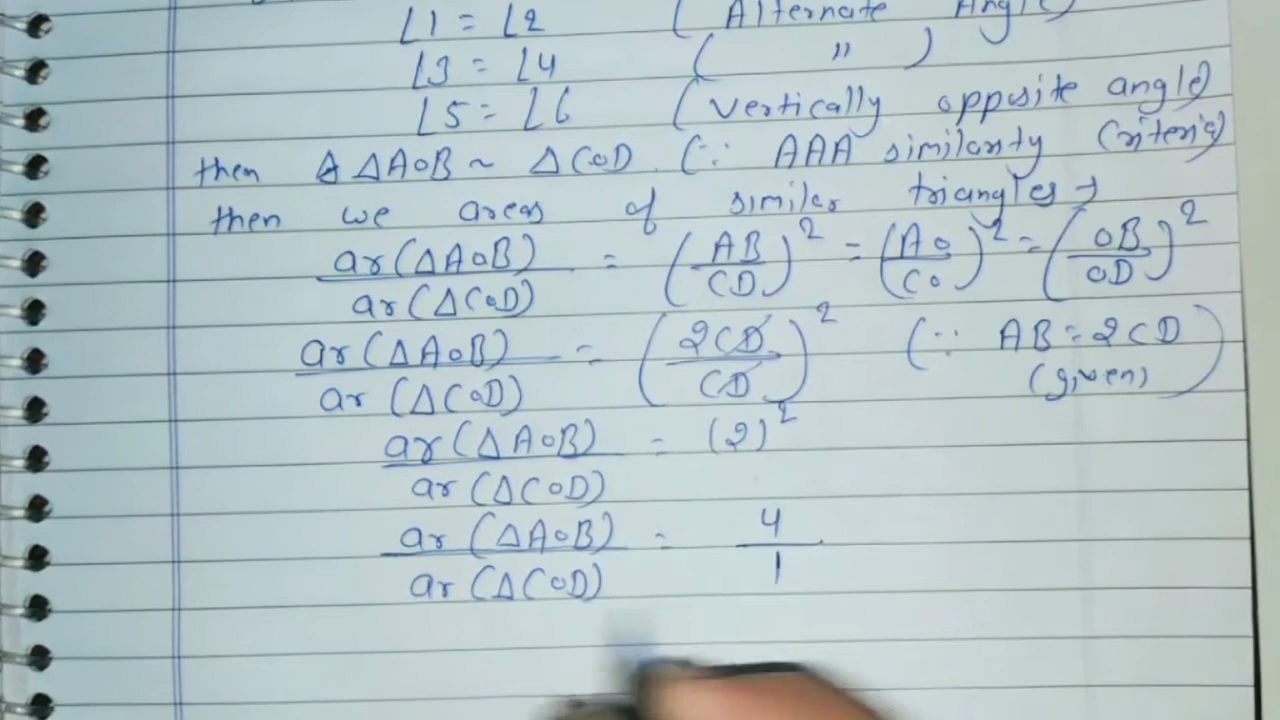 ∠1 = ∠2 (Alternate Angle)
∠3 = ∠4 ( " )
∠5 = ∠6 (Vertically opposite angle)
then ΔAOB ~ ΔCOD (∵ AAA similarity Criteria)
then we areas of similar triangles →
ar(ΔAOB)/ar(ΔCOD) = (AB/CD)² = (AO/CO)² = (OB/OD)²
ar(ΔAOB)/ar(ΔCOD) = (2CD/CD)² (∵ AB = 2CD
(given))
ar(ΔAOB)/ar(ΔCOD) = (2)²
ar(ΔAOB)/ar(ΔCOD) = 4/1